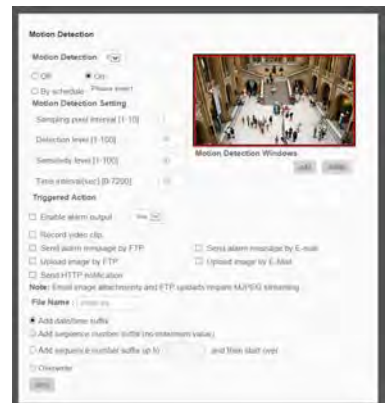 Motion Detection
Motion Detection
Off
On
By schedule
Please select
Motion Detection Setting
Sampling pixel interval [1-10]
Detection level [1-100]
Sensitivity level [1-100]
Time interval(sec) [0-7200]
Motion Detection Windows
Triggered Action
Enable alarm output
Record video clip
Send alarm message by FTP
Send alarm message by E-mail
Upload image by FTP
Upload image by E-Mail
Send HTTP notification
Note: Email image attachments and FTP uploads require MJPEG streaming
File Name :
Add date/time suffix
Add sequence number suffix (no maximum value)
Add sequence number suffix up to
and then start over
Overwrite